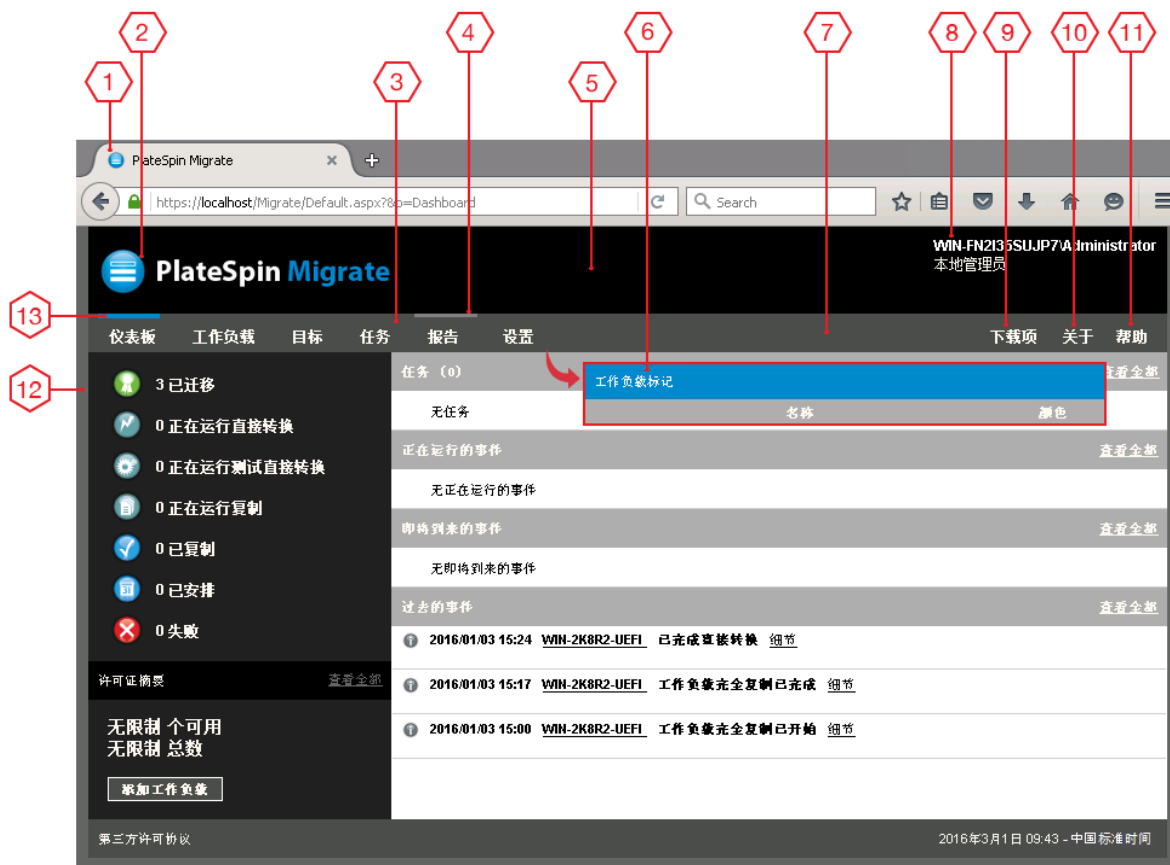 2
4
6
7
8
9
10
11
1
3
5
PlateSpin Migrate
https://localhost/Migrate/Default.aspx?&p=Dashboard
Search
PlateSpin Migrate
WIN-FN2I35SUJP7\Administrator
本地管理员
13
仪表板 工作负载 目标 任务 报告 设置 下载项 关于 帮助
12
3 已迁移
0 正在运行直接转换
0 正在运行测试直接转换
0 正在运行复制
0 已复制
0 已安排
0 失败
许可证摘要 查看全部
无限制 个可用
无限制 总数
添加工作负载
任务 (0) 查看全部
工作负载标记
名称 颜色
无任务
正在运行的事件 查看全部
无正在运行的事件
即将到来的事件 查看全部
无即将到来的事件
过去的事件 查看全部
2016/01/03 15:24 WIN-2K8R2-UEFI 已完成直接转换 细节
2016/01/03 15:17 WIN-2K8R2-UEFI 工作负载完全复制已完成 细节
2016/01/03 15:00 WIN-2K8R2-UEFI 工作负载完全复制已开始 细节
第三方许可协议
2016年3月1日 09:43 - 中国标准时间